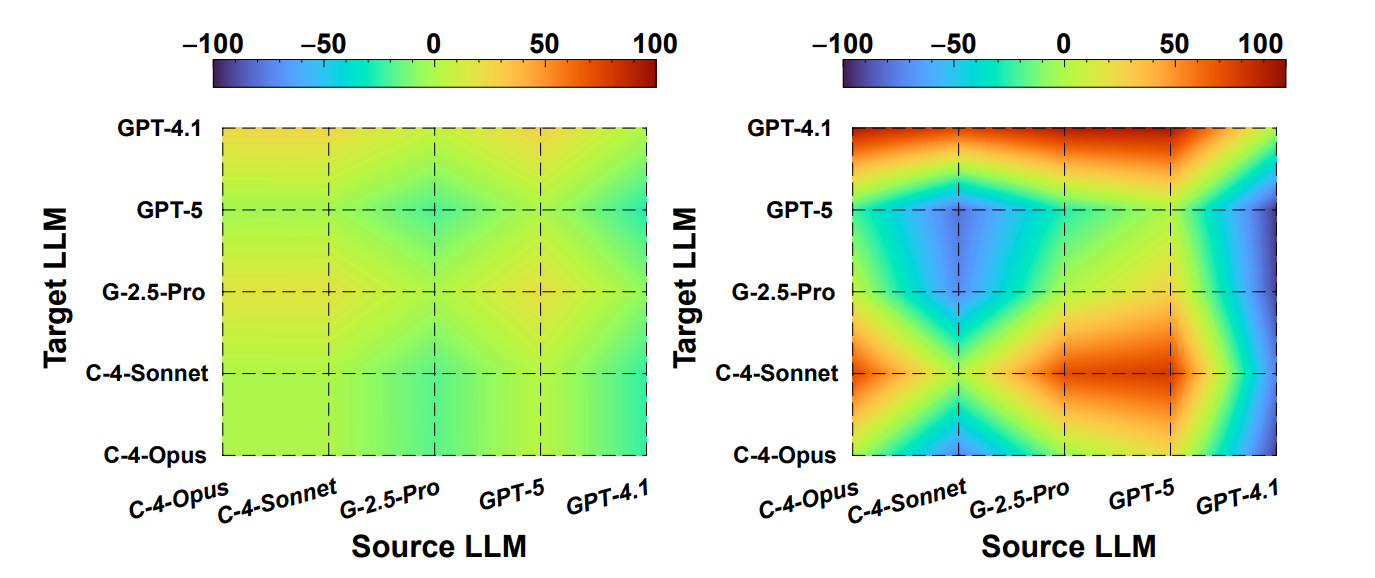 −100 −50 0 50 100
GPT-4.1
GPT-5
G-2.5-Pro
C-4-Sonnet
C-4-Opus
Target LLM
C-4-Opus C-4-Sonnet G-2.5-Pro GPT-5 GPT-4.1
Source LLM
−100 −50 0 50 100
GPT-4.1
GPT-5
G-2.5-Pro
C-4-Sonnet
C-4-Opus
Target LLM
C-4-Opus C-4-Sonnet G-2.5-Pro GPT-5 GPT-4.1
Source LLM